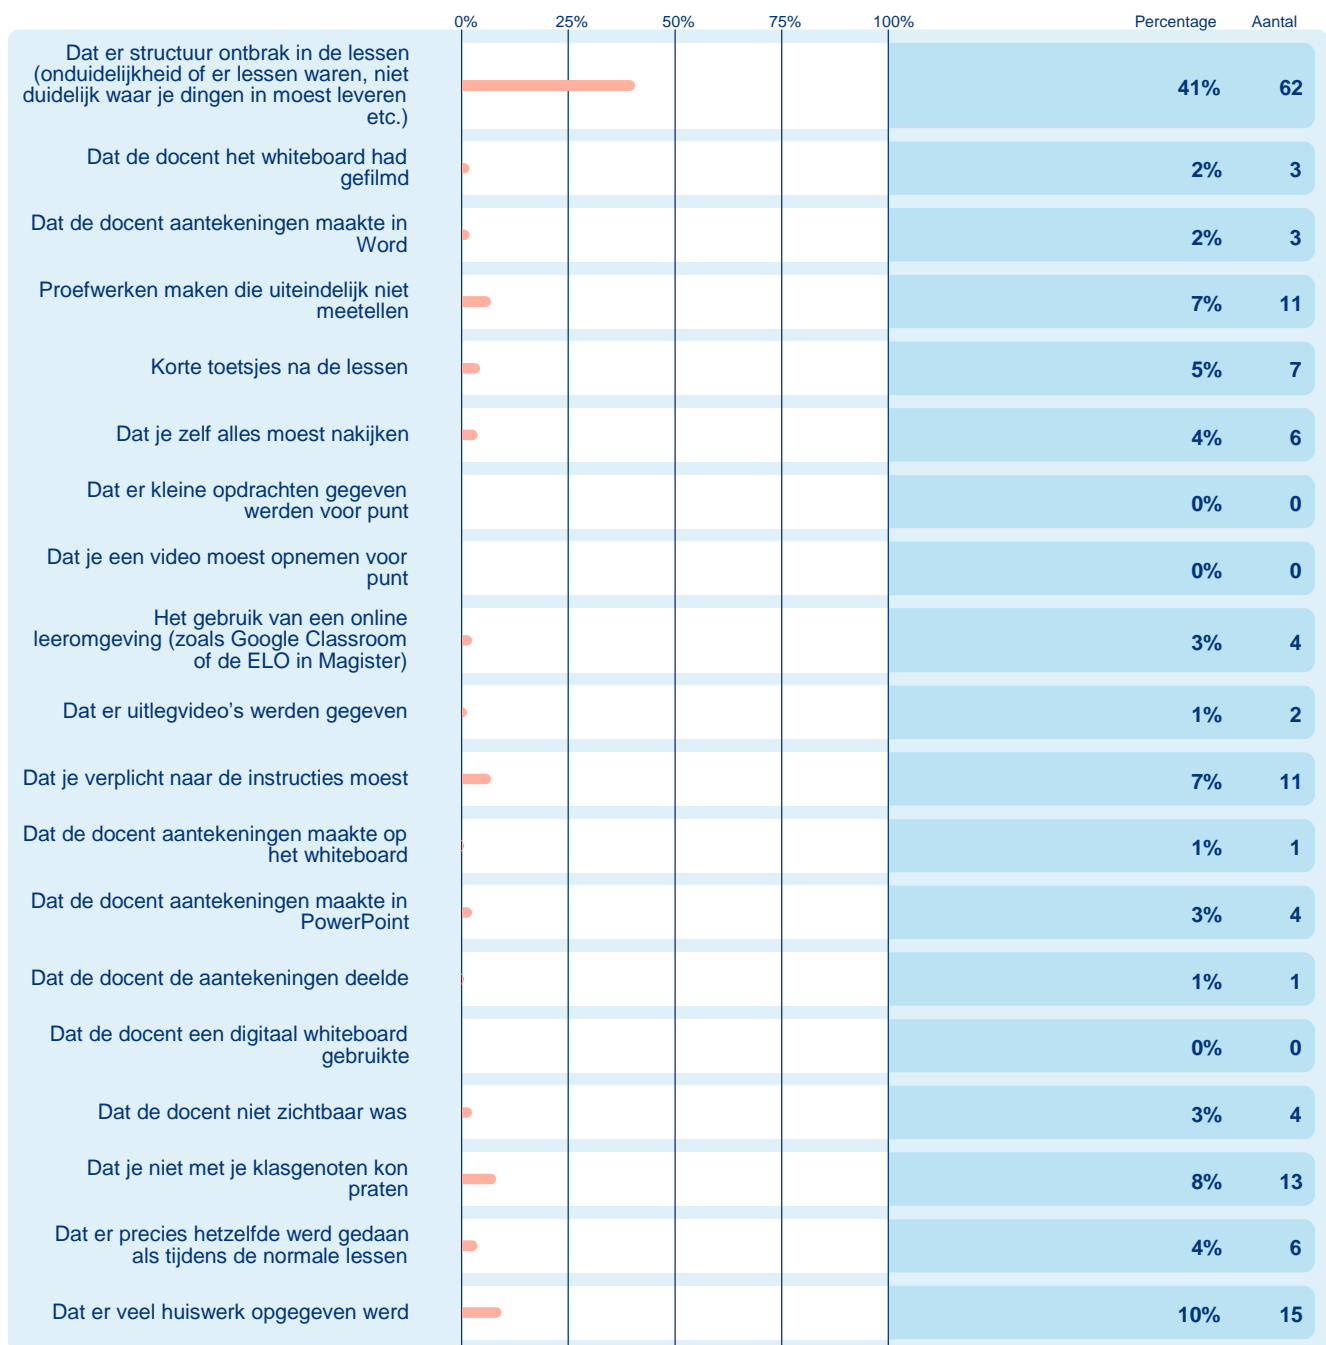 0% 25% 50% 75% 100% Percentage Aantal
Dat er structuur ontbrak in de lessen
(onduidelijkheid of er lessen waren, niet
duidelijk waar je dingen in moest leveren
etc.)
41% 62
Dat de docent het whiteboard had
gefilmd
2% 3
Dat de docent aantekeningen maakte in
Word
2% 3
Proefwerken maken die uiteindelijk niet
meetellen
7% 11
Korte toetsjes na de lessen
5% 7
Dat je zelf alles moest nakijken
4% 6
Dat er kleine opdrachten gegeven
werden voor punt
0% 0
Dat je een video moest opnemen voor
punt
0% 0
Het gebruik van een online
leeromgeving (zoals Google Classroom
of de ELO in Magister)
3% 4
Dat er uitlegvideo’s werden gegeven
1% 2
Dat je verplicht naar de instructies moest
7% 11
Dat de docent aantekeningen maakte op
het whiteboard
1% 1
Dat de docent aantekeningen maakte in
PowerPoint
3% 4
Dat de docent de aantekeningen deelde
1% 1
Dat de docent een digitaal whiteboard
gebruikte
0% 0
Dat de docent niet zichtbaar was
3% 4
Dat je niet met je klasgenoten kon
praten
8% 13
Dat er precies hetzelfde werd gedaan
als tijdens de normale lessen
4% 6
Dat er veel huiswerk opgegeven werd
10% 15